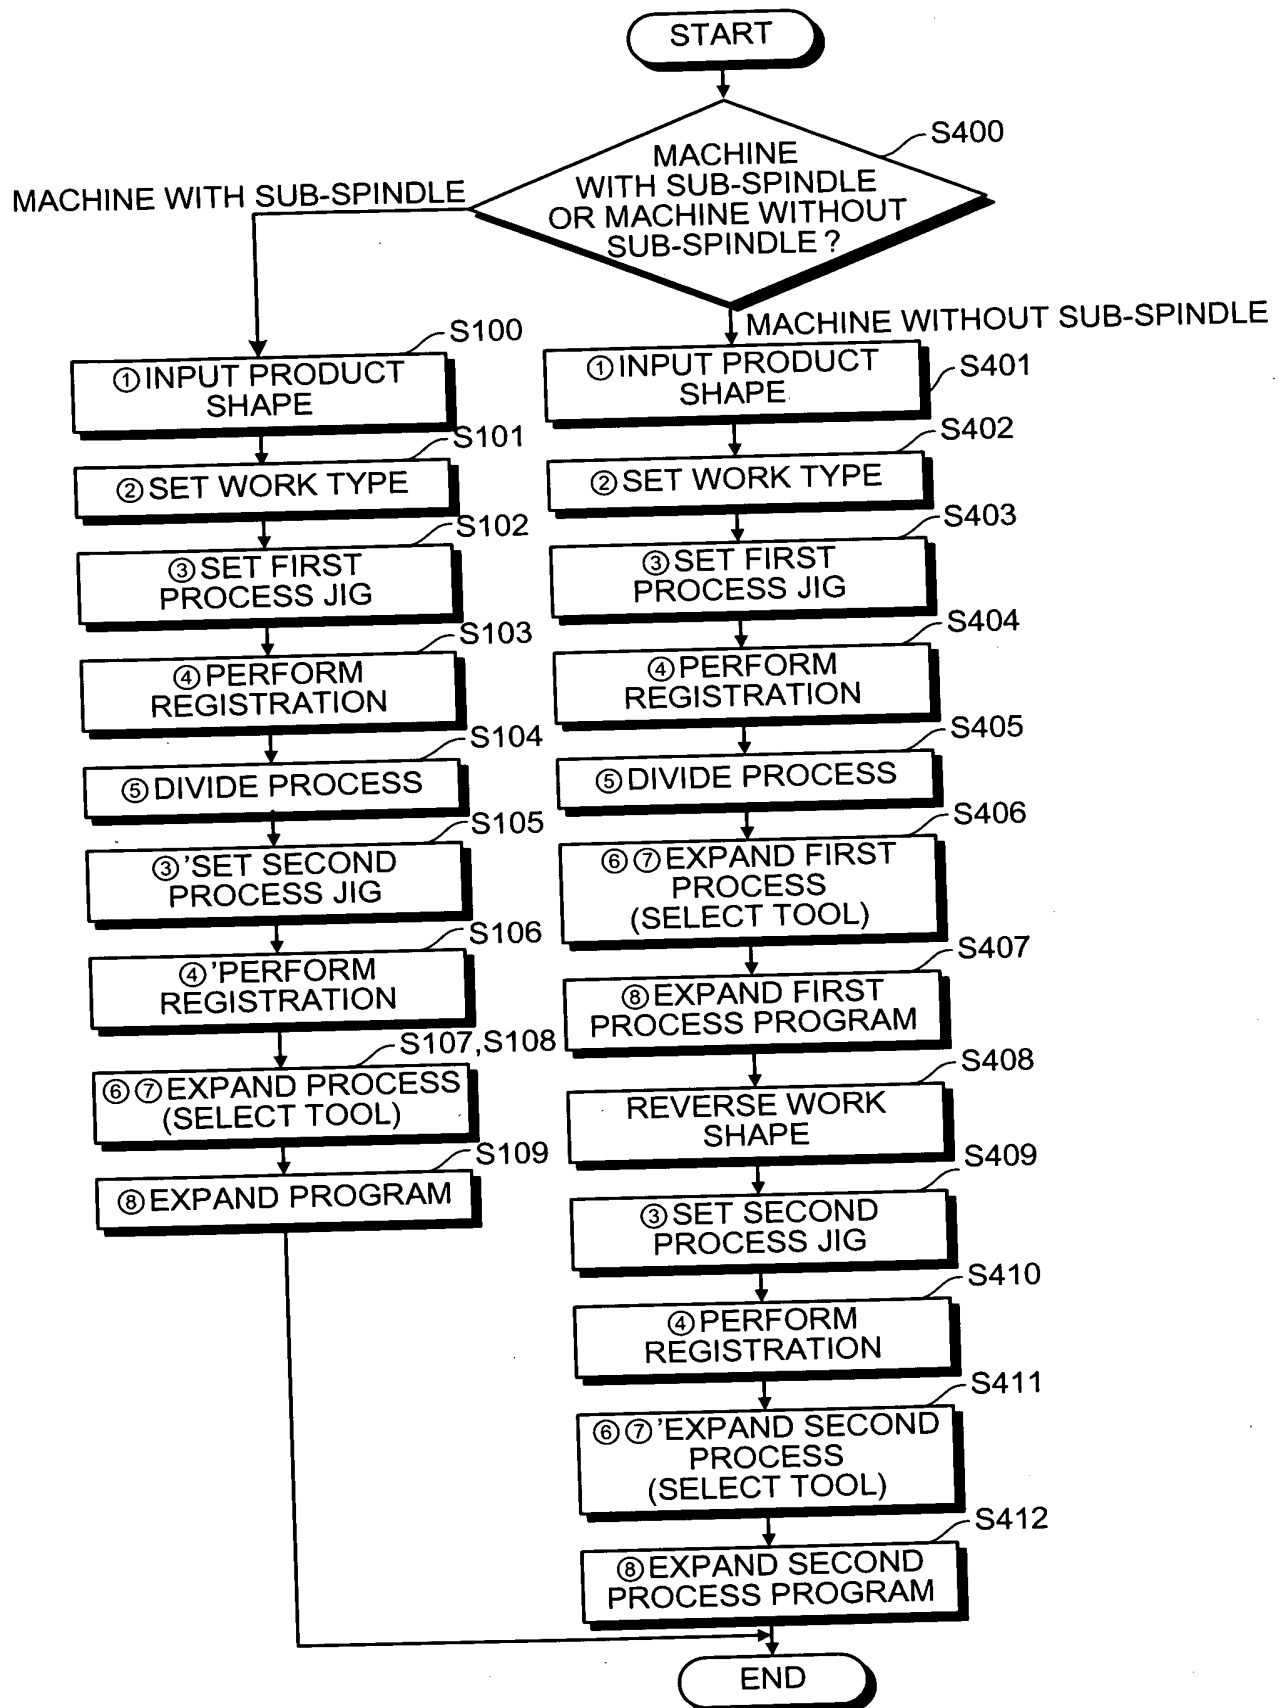 START
S400
MACHINE
WITH SUB-SPINDLE
OR MACHINE WITHOUT
SUB-SPINDLE?
MACHINE WITH SUB-SPINDLE
MACHINE WITHOUT SUB-SPINDLE
S100
①INPUT PRODUCT
SHAPE
S101
②SET WORK TYPE
S102
③SET FIRST
PROCESS JIG
S103
④PERFORM
REGISTRATION
S104
⑤DIVIDE PROCESS
S105
③'SET SECOND
PROCESS JIG
S106
④'PERFORM
REGISTRATION
S107,S108
⑥⑦EXPAND PROCESS
(SELECT TOOL)
S109
⑧EXPAND PROGRAM
①INPUT PRODUCT
SHAPE
S401
S402
②SET WORK TYPE
S403
③SET FIRST
PROCESS JIG
S404
④PERFORM
REGISTRATION
S405
⑤DIVIDE PROCESS
S406
⑥⑦EXPAND FIRST
PROCESS
(SELECT TOOL)
S407
⑧EXPAND FIRST
PROCESS PROGRAM
S408
REVERSE WORK
SHAPE
S409
③SET SECOND
PROCESS JIG
S410
④PERFORM
REGISTRATION
S411
⑥⑦'EXPAND SECOND
PROCESS
(SELECT TOOL)
S412
⑧EXPAND SECOND
PROCESS PROGRAM
END